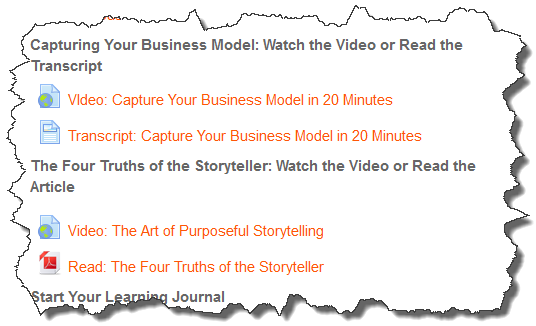 Capturing Your Business Model: Watch the Video or Read the
Transcript
VIdeo: Capture Your Business Model in 20 Minutes
Transcript: Capture Your Business Model in 20 Minutes
The Four Truths of the Storyteller: Watch the Video or Read the
Article
Video: The Art of Purposeful Storytelling
Read: The Four Truths of the Storyteller
Start Your Learning Journal